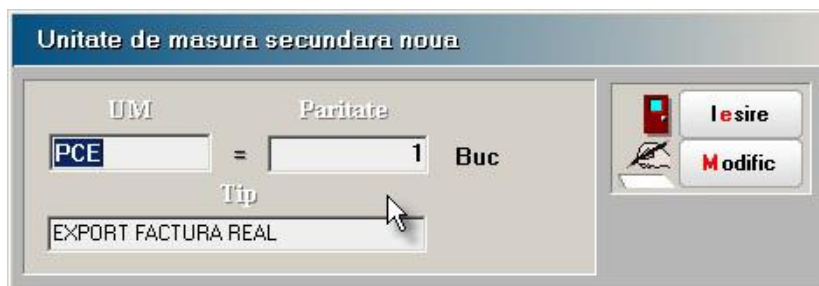 Unitate de masura secundara noua
UM Paritate
PCE = 1 Buc
Tip
EXPORT FACTURA REAL
Iesire
Modific